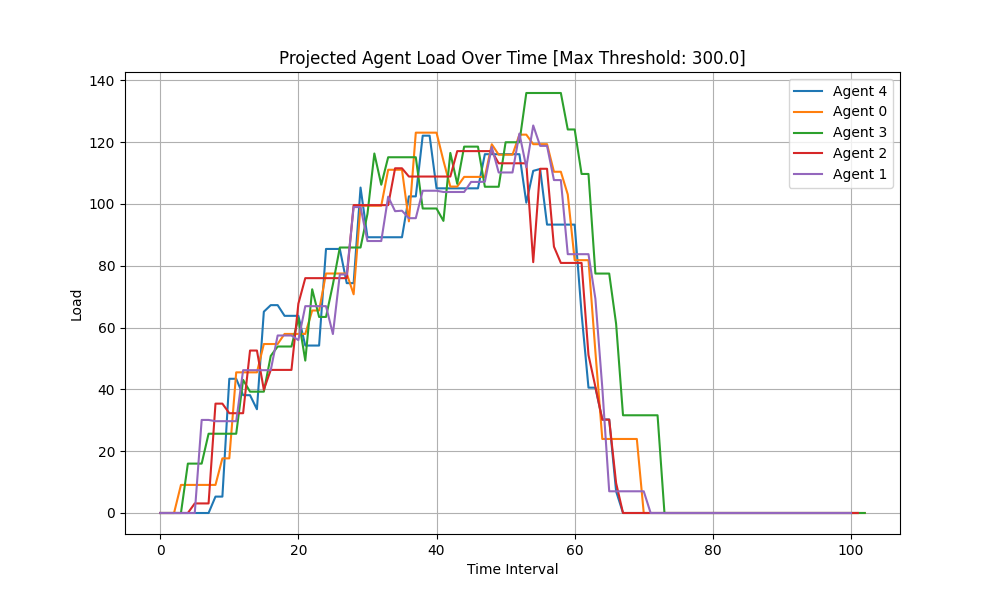 Projected Agent Load Over Time [Max Threshold: 300.0]
140
120
100
80
60
40
20
0
Load
Agent 4
Agent 0
Agent 3
Agent 2
Agent 1
0 20 40 60 80 100
Time Interval